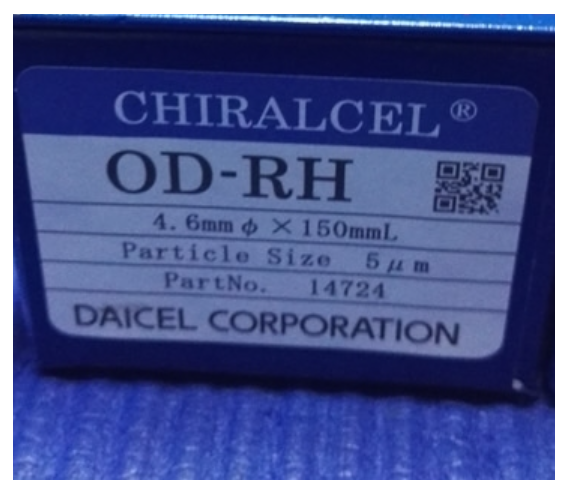 CHIRALCEL®
OD-RH
4.6mmφ×150mmL
Particle Size 5μm
PartNo. 14724
DAICEL CORPORATION